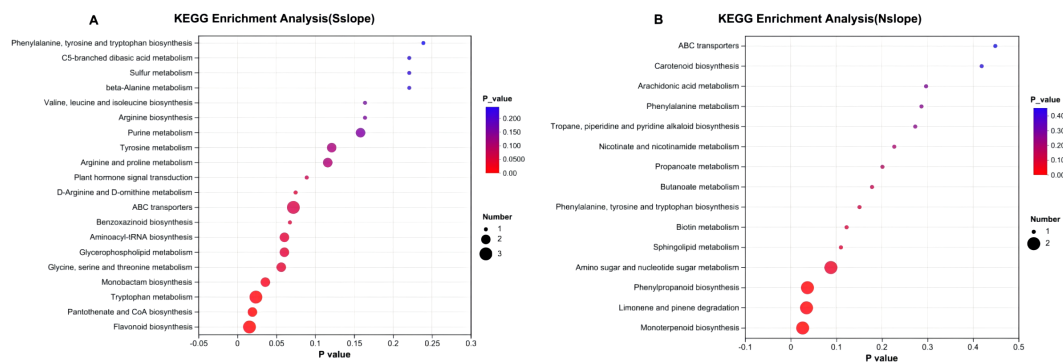 A
KEGG Enrichment Analysis(Sslope)
Phenylalanine, tyrosine and tryptophan biosynthesis
C5-branched dibasic acid metabolism
Sulfur metabolism
beta-Alanine metabolism
Valine, leucine and isoleucine biosynthesis
Arginine biosynthesis
Purine metabolism
Tyrosine metabolism
Arginine and proline metabolism
Plant hormone signal transduction
D-Arginine and D-ornithine metabolism
ABC transporters
Benzoxazinoid biosynthesis
Aminoacyl-tRNA biosynthesis
Glycerophospholipid metabolism
Glycine, serine and threonine metabolism
Monobactam biosynthesis
Tryptophan metabolism
Pantothenate and CoA biosynthesis
Flavonoid biosynthesis
-0.05 0 0.05 0.1 0.15 0.2 0.25 0.3
P value
P_value
0.200
0.150
0.100
0.0500
0.00
Number
1
2
3
B
KEGG Enrichment Analysis(Nslope)
ABC transporters
Carotenoid biosynthesis
Arachidonic acid metabolism
Phenylalanine metabolism
Tropane, piperidine and pyridine alkaloid biosynthesis
Nicotinate and nicotinamide metabolism
Propanoate metabolism
Butanoate metabolism
Phenylalanine, tyrosine and tryptophan biosynthesis
Biotin metabolism
Sphingolipid metabolism
Amino sugar and nucleotide sugar metabolism
Phenylpropanoid biosynthesis
Limonene and pinene degradation
Monoterpenoid biosynthesis
-0.1 0 0.1 0.2 0.3 0.4 0.5
P value
P_value
0.400
0.300
0.200
0.100
0.00
Number
1
2